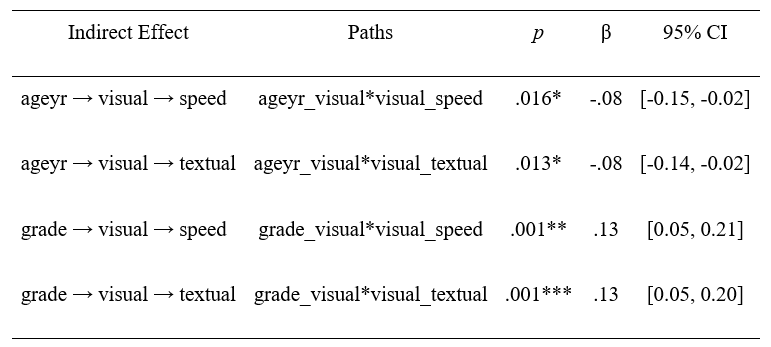 Indirect Effect Paths p β 95% CI
ageyr → visual → speed ageyr_visual*visual_speed .016* -.08 [-0.15, -0.02]
ageyr → visual → textual ageyr_visual*visual_textual .013* -.08 [-0.14, -0.02]
grade → visual → speed grade_visual*visual_speed .001** .13 [0.05, 0.21]
grade → visual → textual grade_visual*visual_textual .001*** .13 [0.05, 0.20]